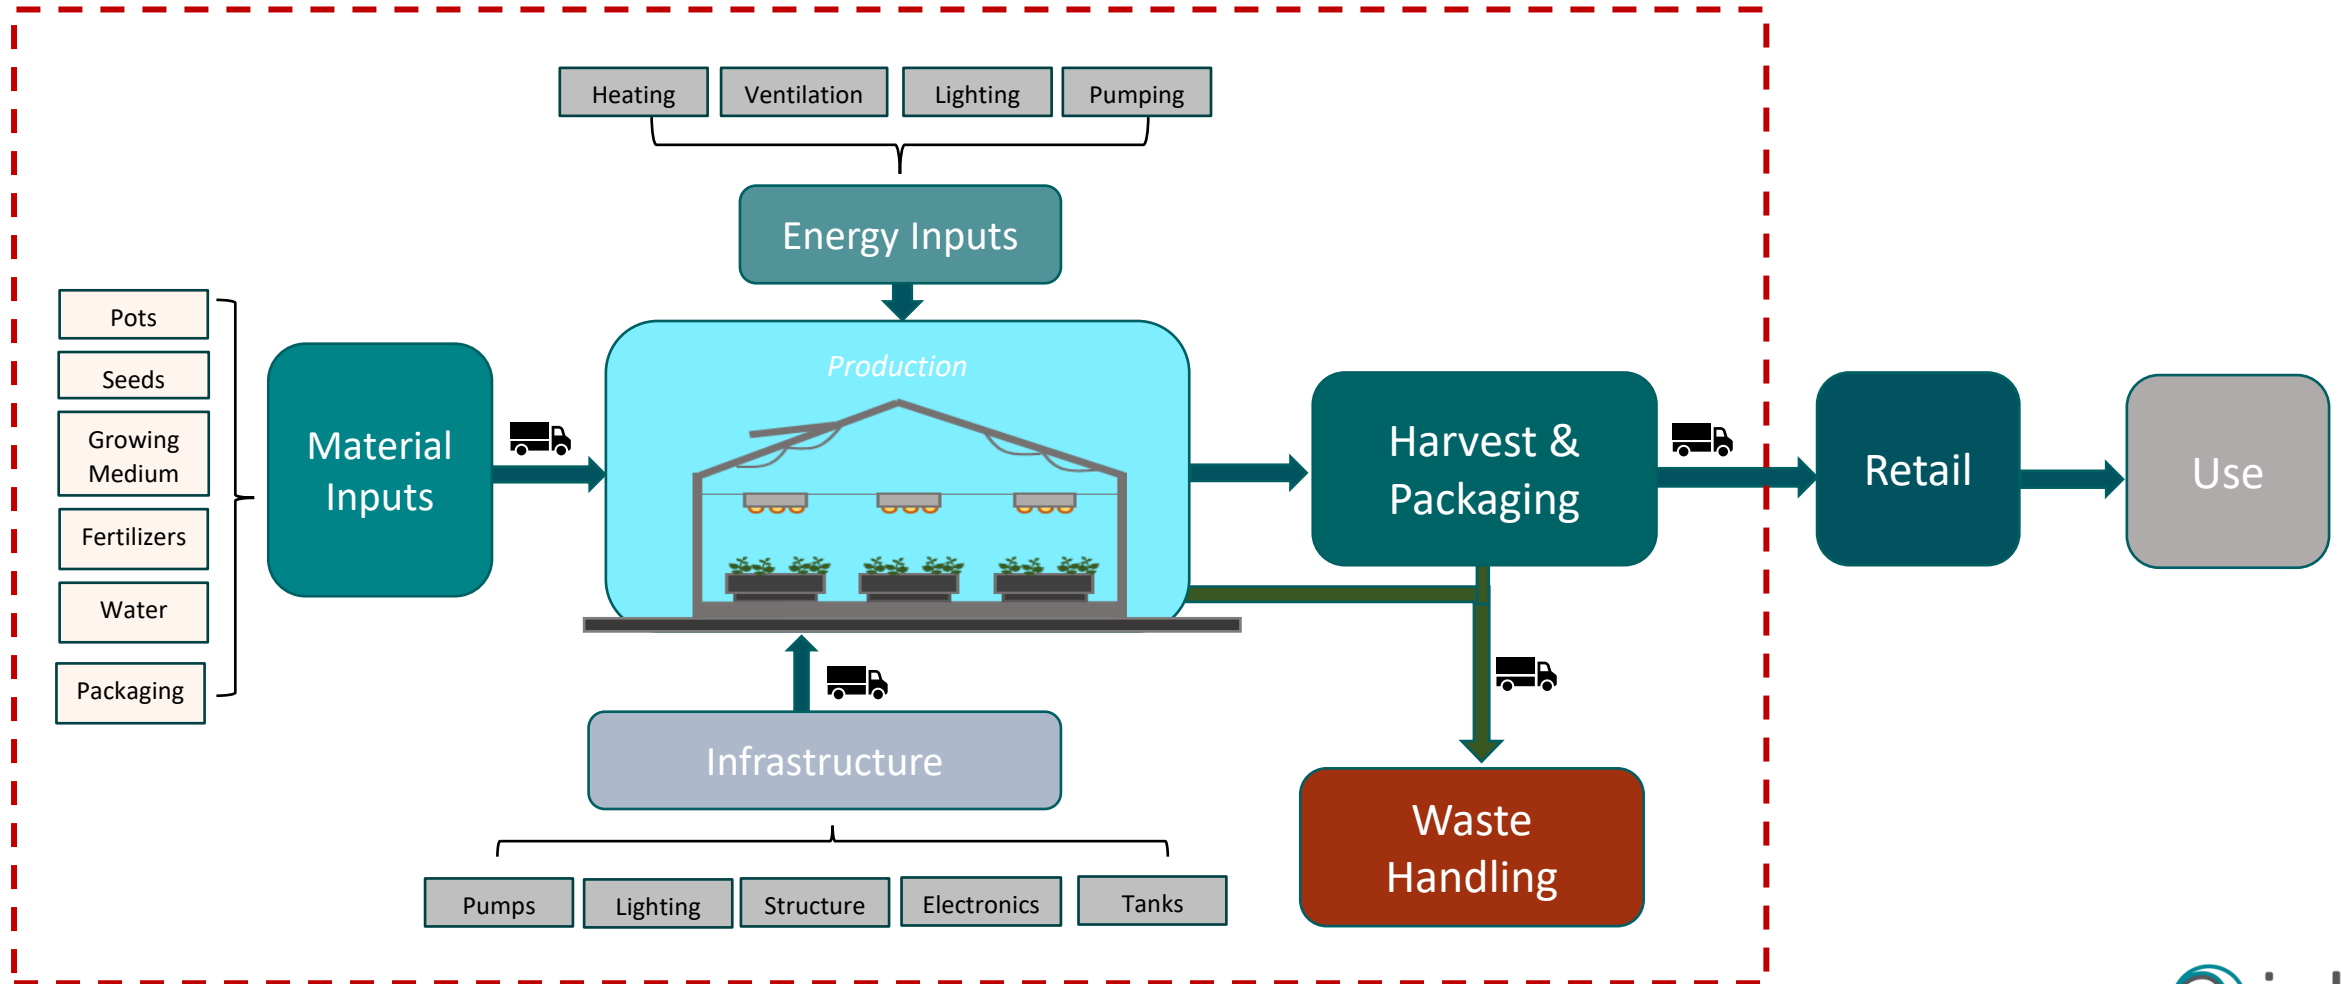 Heating
Ventilation
Lighting
Pumping
Energy Inputs
Pots
Seeds
Growing
Medium
Fertilizers
Water
Packaging
Material
Inputs
Production
Harvest &
Packaging
Retail
Use
Infrastructure
Pumps
Lighting
Structure
Electronics
Tanks
Waste
Handling